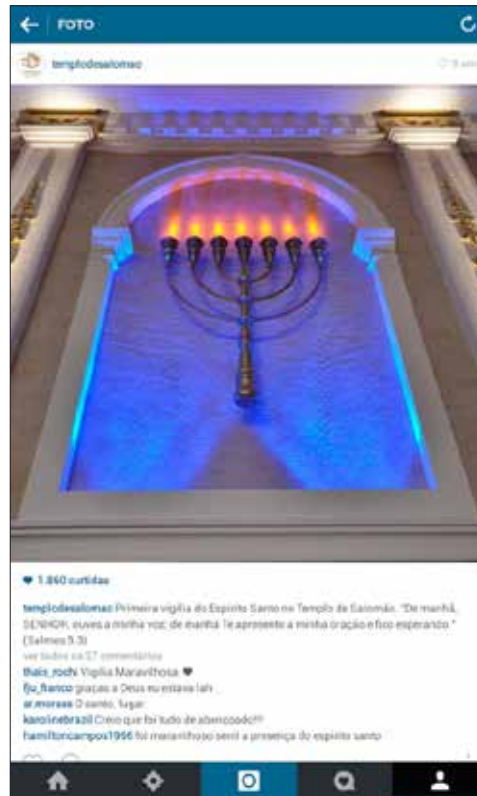 FOTO
templodesalomao
1.860 curtidas
templodesalomao Primeira vigília do Espírito Santo no Templo de Salomão. "De manhã,
SENHOR, ouves a minha voz; de manhã Te apresento a minha oração e fico esperando."
(Salmos 5.3)
ver todos os 57 comentários
thais_rochi Vigilia Maravilhosa
fju_franco graças a Deus eu estava lah
ar.moraes O santo, lugar
karolinebrazil Creio que foi tudo de abencoado!!!
hamiltoncampos1966 foi maravilhoso senti a presença do espirito santo